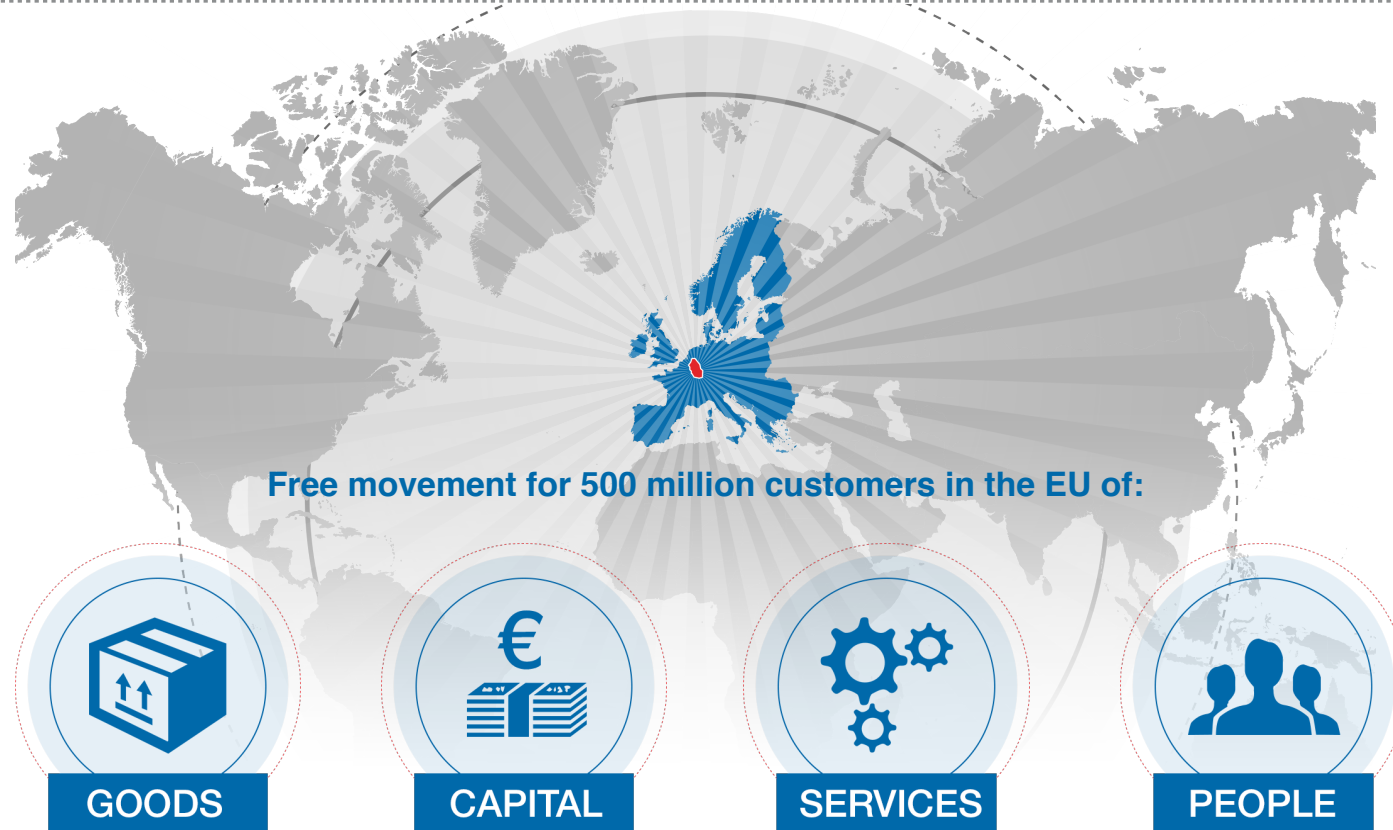 Free movement for 500 million customers in the EU of:
€
GOODS
CAPITAL
SERVICES
PEOPLE